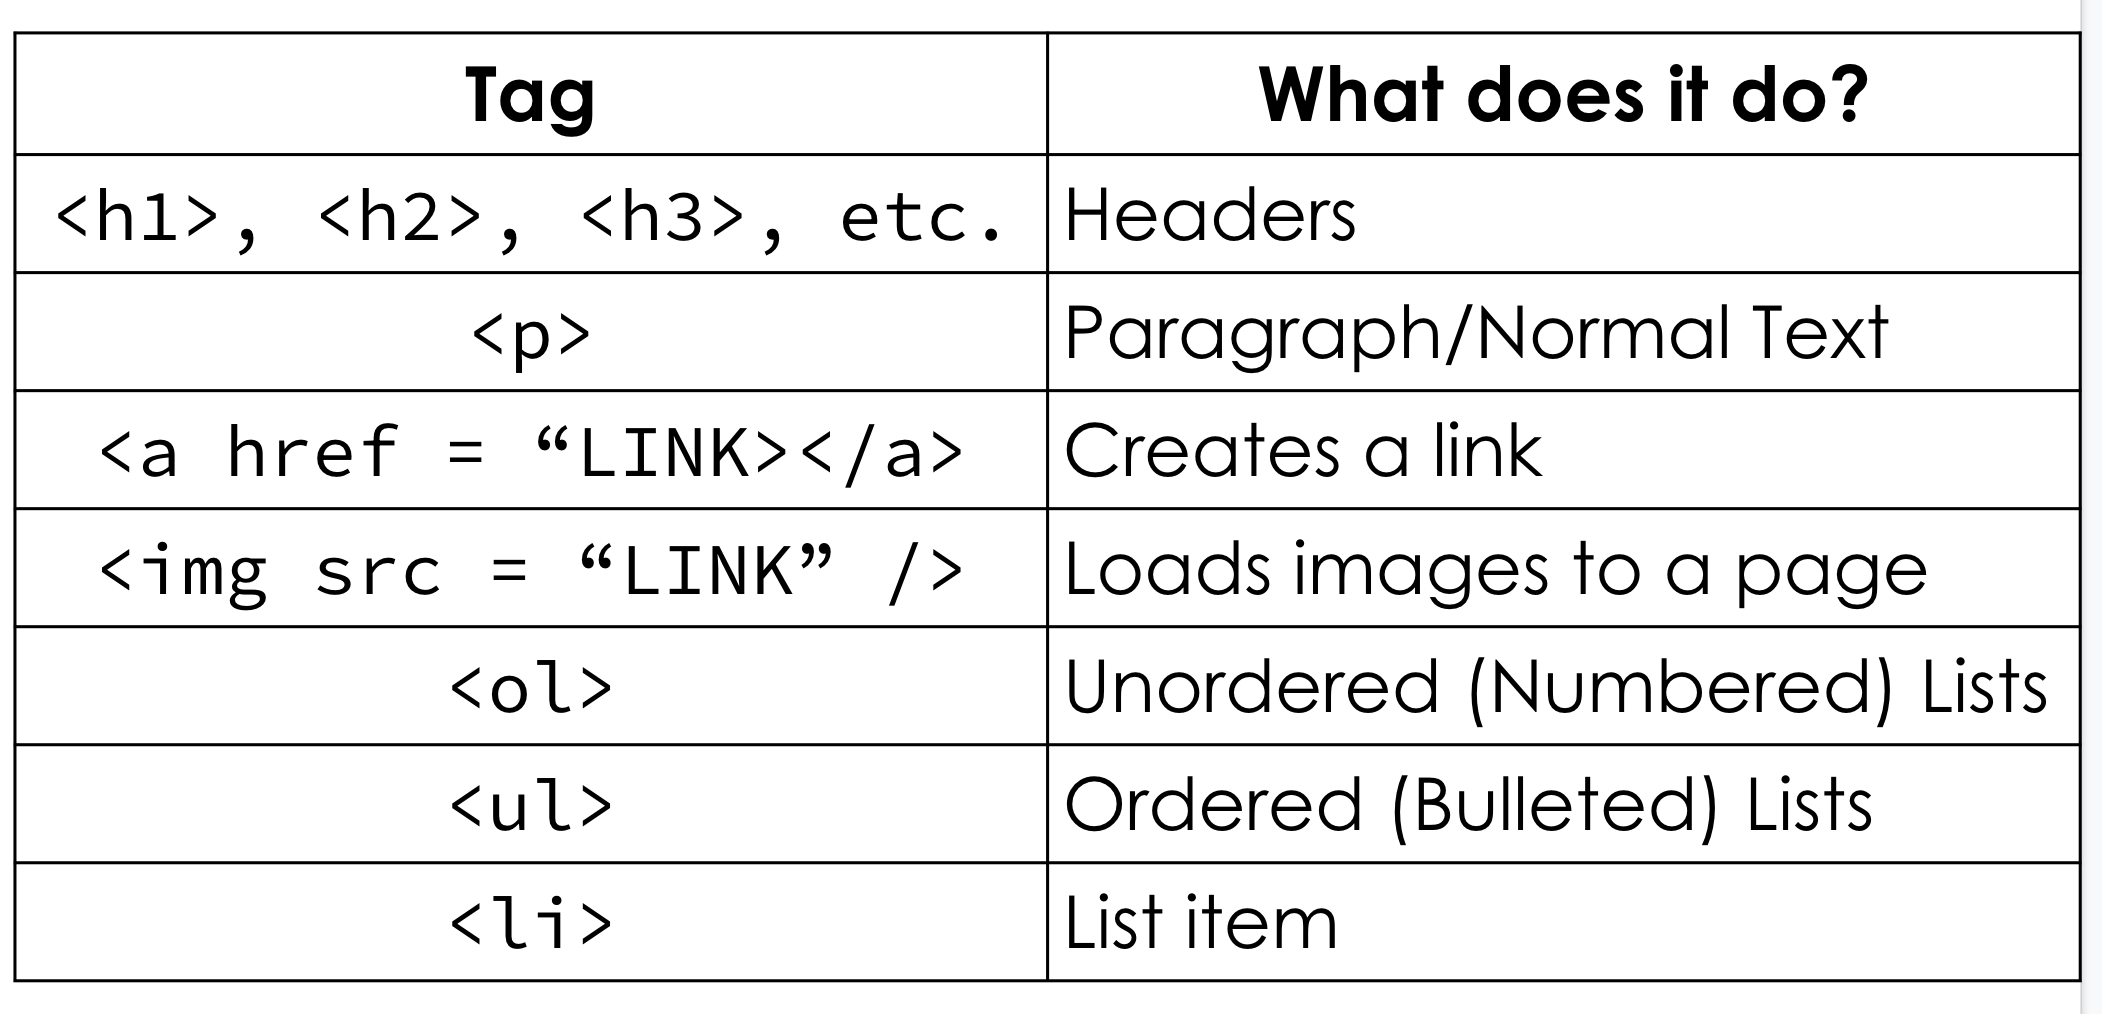 Tag What does it do?
<h1>, <h2>, <h3>, etc. Headers
<p> Paragraph/Normal Text
<a href = “LINK></a> Creates a link
<img src = “LINK” /> Loads images to a page
<ol> Unordered (Numbered) Lists
<ul> Ordered (Bulleted) Lists
<li> List item